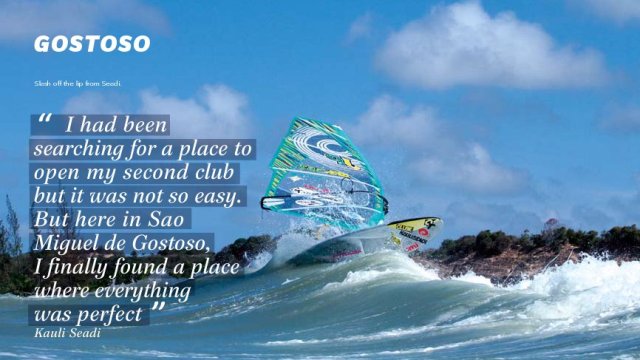 GOSTOSO
Slash off the lip from Seadi.
“ I had been
searching for a place to
open my second club
but it was not so easy.
But here in Sao
Miguel de Gostoso,
I finally found a place
where everything
was perfect ”
Kauli Seadi